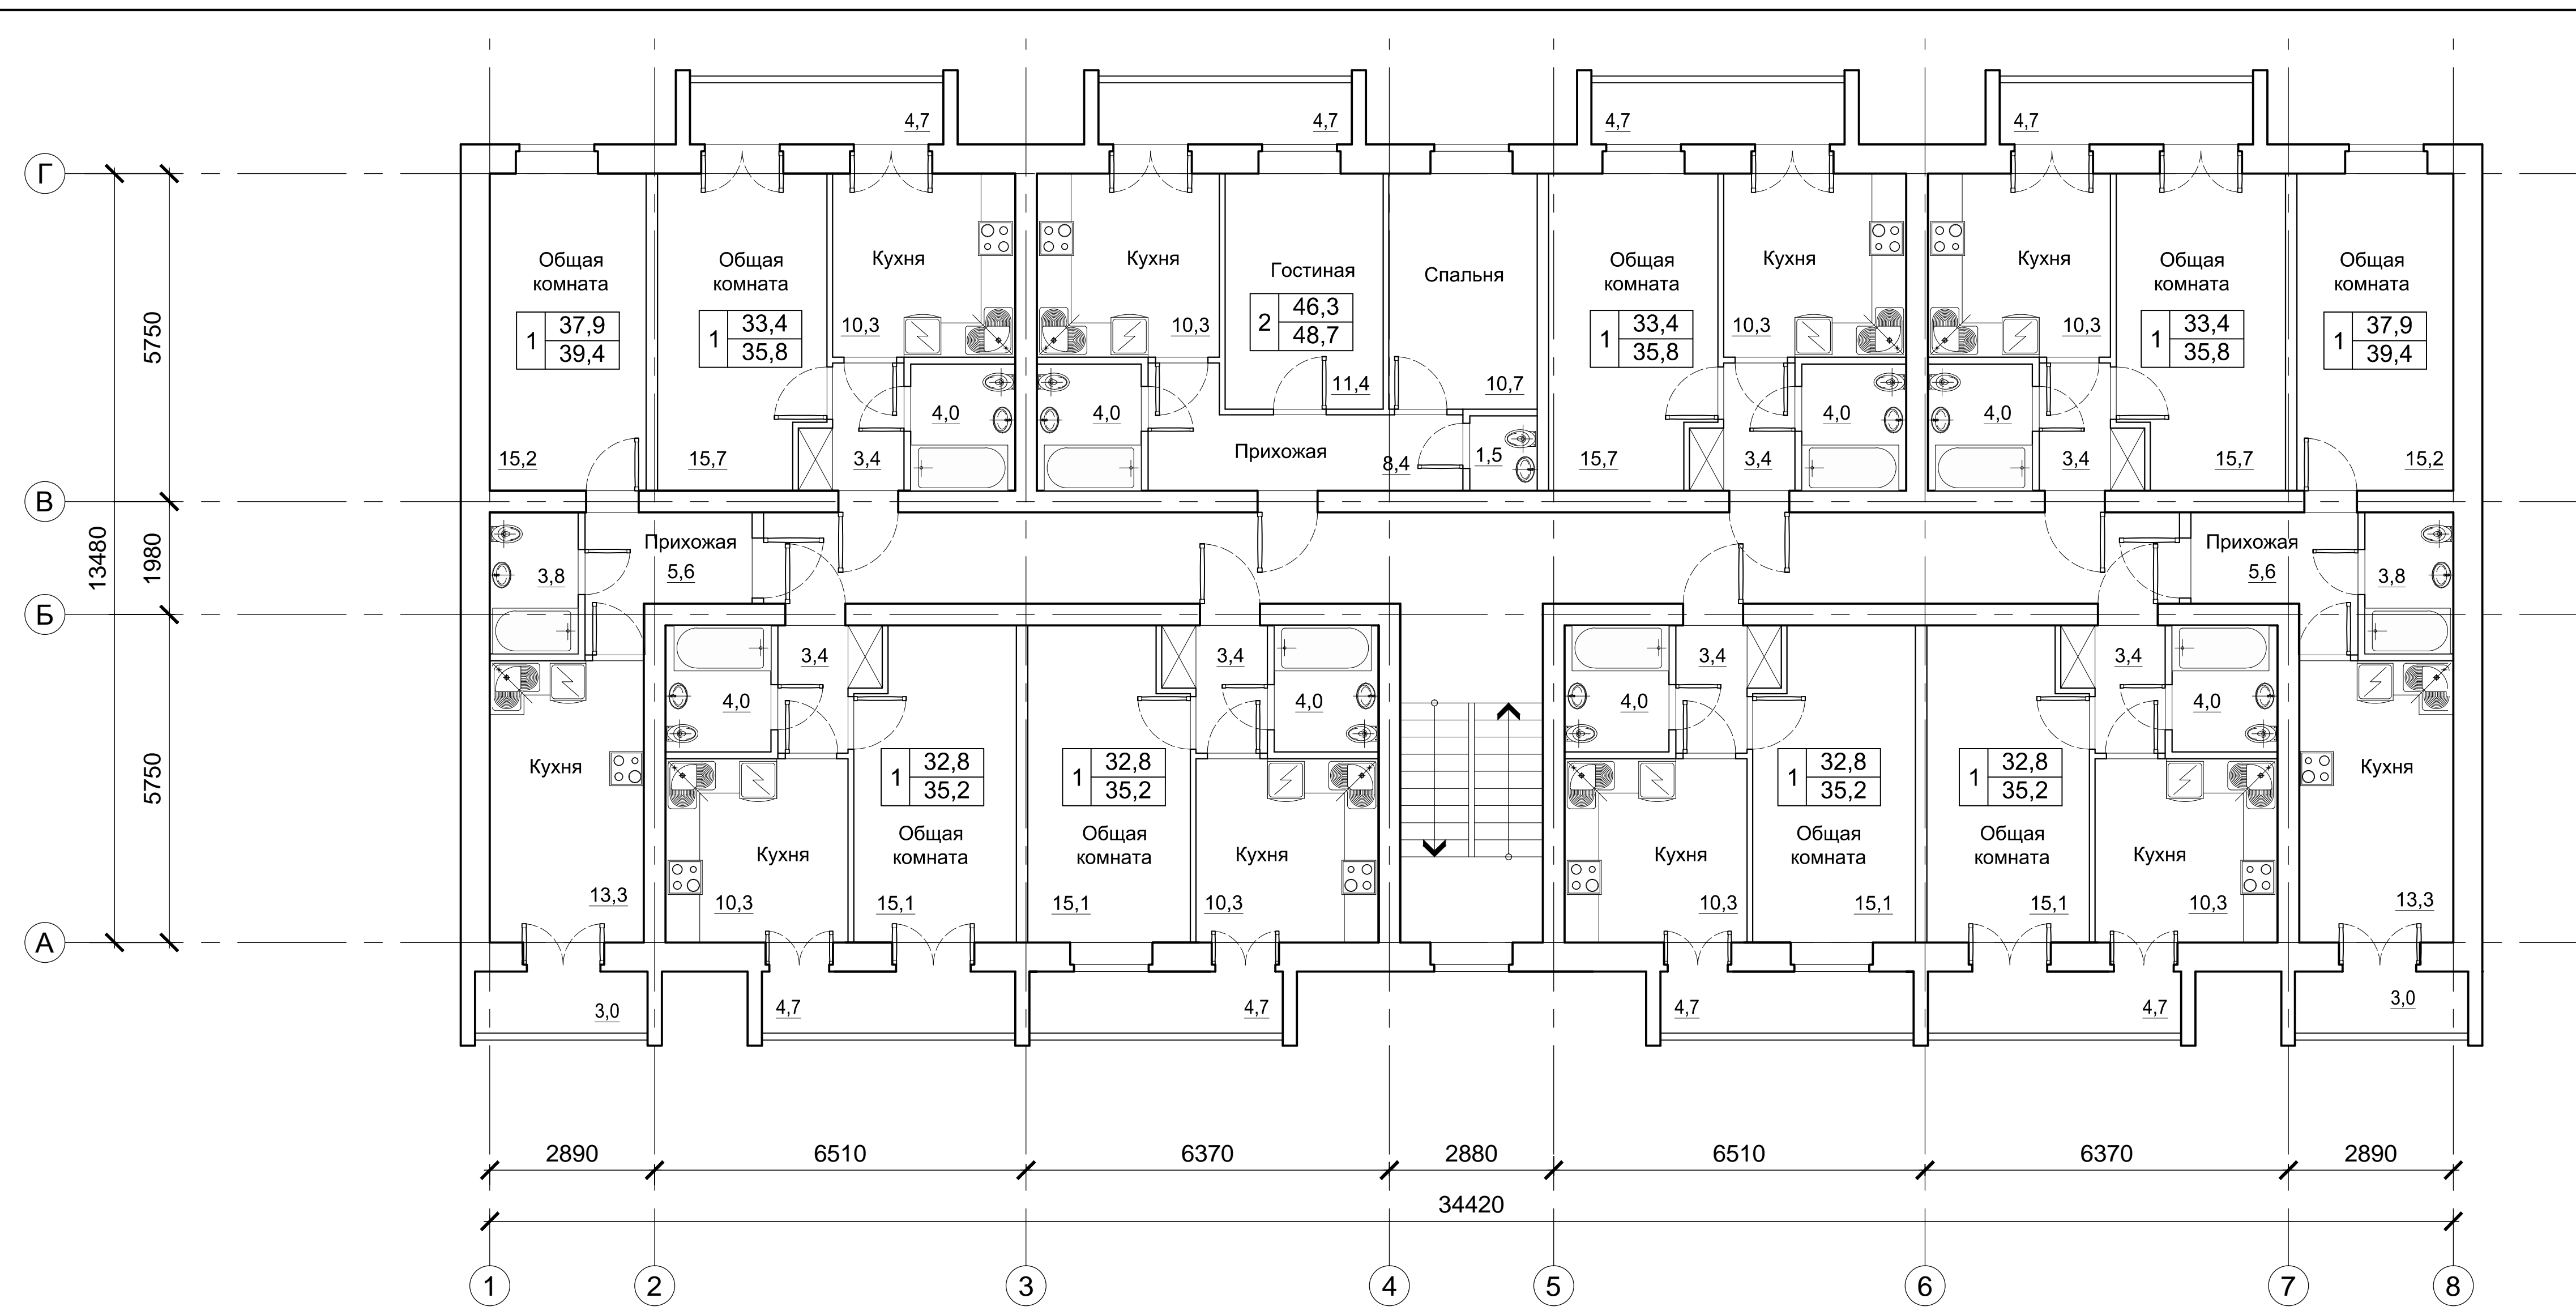 4,7 4,7 4,7 4,7
Г
Общая комната
1 37,9 39,4
15,2
Общая комната
1 33,4 35,8
15,7
Кухня
10,3
4,0
3,4
Кухня
10,3
4,0
Гостиная
2 46,3 48,7
11,4
Спальня
10,7
Прихожая
8,4
1,5
Общая комната
1 33,4 35,8
15,7
Кухня
10,3
3,4
4,0
Кухня
10,3
4,0
3,4
Общая комната
1 33,4 35,8
15,7
Общая комната
1 37,9 39,4
15,2
5750
В
13480
1980
Прихожая
5,6
3,8
Прихожая
5,6
3,8
Б
5750
Кухня
13,3
3,4
4,0
1 32,8 35,2
Общая комната
Кухня
10,3
15,1
3,4
4,0
1 32,8 35,2
Общая комната
Кухня
15,1
10,3
3,4
4,0
1 32,8 35,2
Общая комната
Кухня
10,3
15,1
3,4
4,0
1 32,8 35,2
Общая комната
Кухня
15,1
10,3
Кухня
13,3
А
3,0 4,7 4,7 4,7 4,7 3,0
2890 6510 6370 2880 6510 6370 2890
34420
1 2 3 4 5 6 7 8